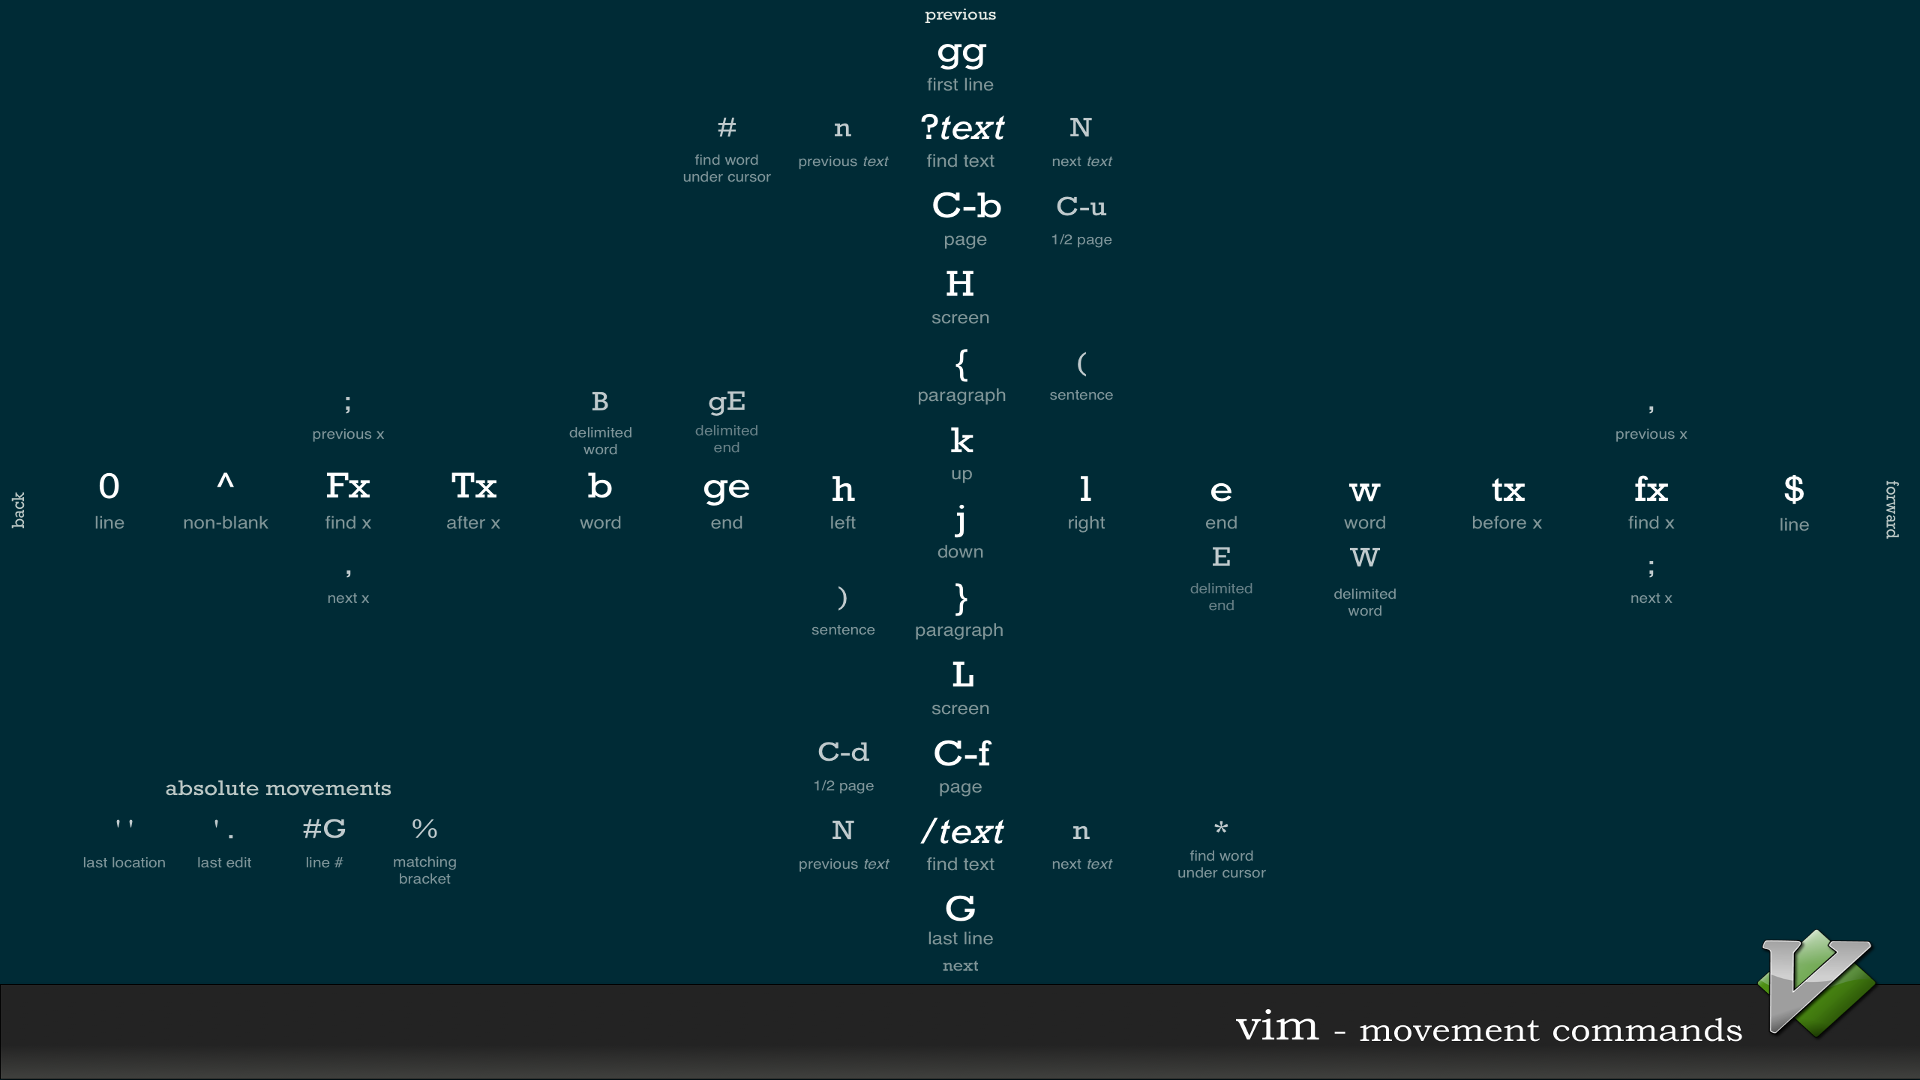 previous
gg
first line
# n ?text N
find word previous text find text next text
under cursor
C-b C-u
page 1/2 page
H
screen
{ (
paragraph sentence
; B gE ,
previous x delimited delimited previous x
word end
k
up
back 0 ^ Fx Tx b ge h l e w tx fx $ forward
line non-blank find x after x word end left right end word before x find x line
j
down
, E W ;
next x delimited delimited next x
end word
) }
sentence paragraph
L
screen
C-d C-f
1/2 page page
absolute movements
' ' ' . #G %
last location last edit line # matching
bracket
N /text n *
previous text find text next text find word
under cursor
G
last line
next
vim - movement commands